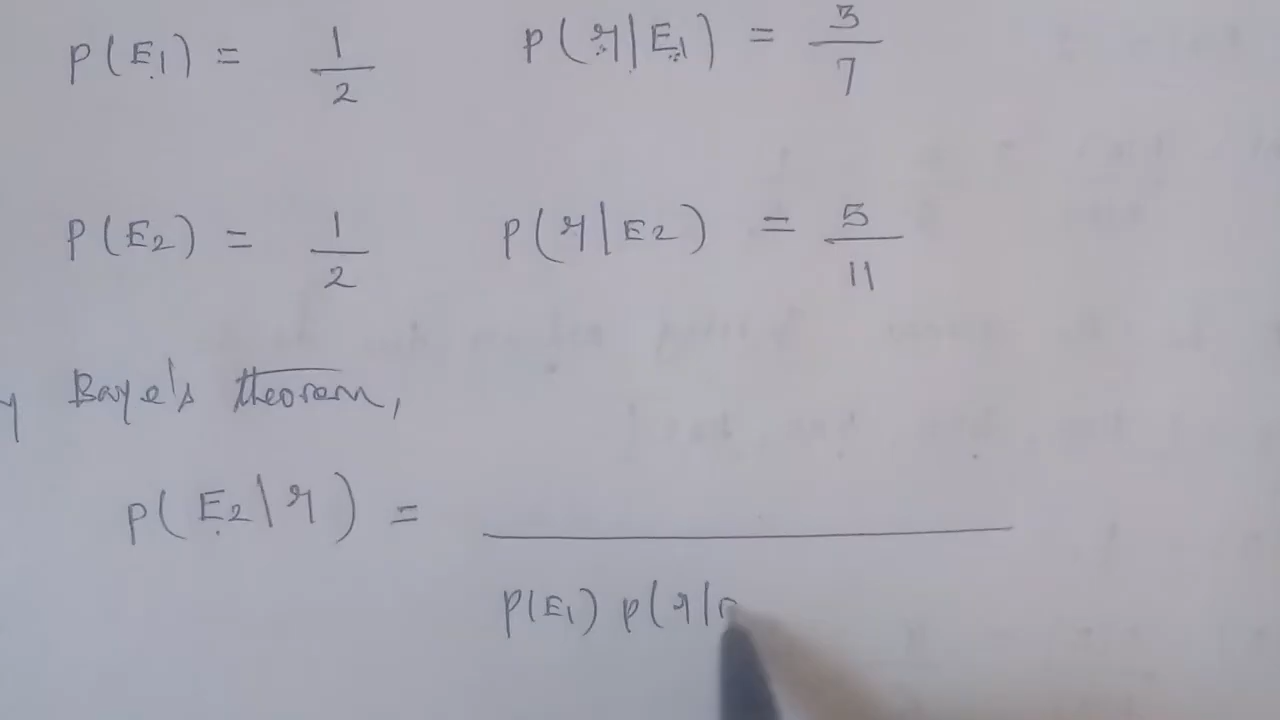 P(E1) = 1/2 P(r|E1) = 3/7
P(E2) = 1/2 P(r|E2) = 5/11
y Baye's theorem,
P(E2|r) =
P(E1) P(r|